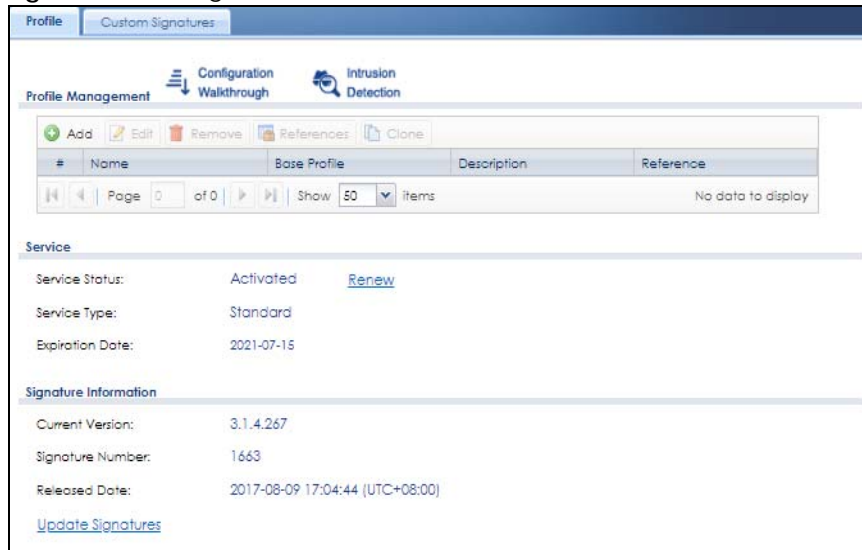 Profile
Custom Signatures
Configuration Walkthrough
Intrusion Detection
Profile Management
Add Edit Remove References Clone
# Name Base Profile Description Reference
Page 0 of 0 Show 50 items No data to display
Service
Service Status: Activated Renew
Service Type: Standard
Expiration Date: 2021-07-15
Signature Information
Current Version: 3.1.4.267
Signature Number: 1663
Released Date: 2017-08-09 17:04:44 (UTC+08:00)
Update Signatures